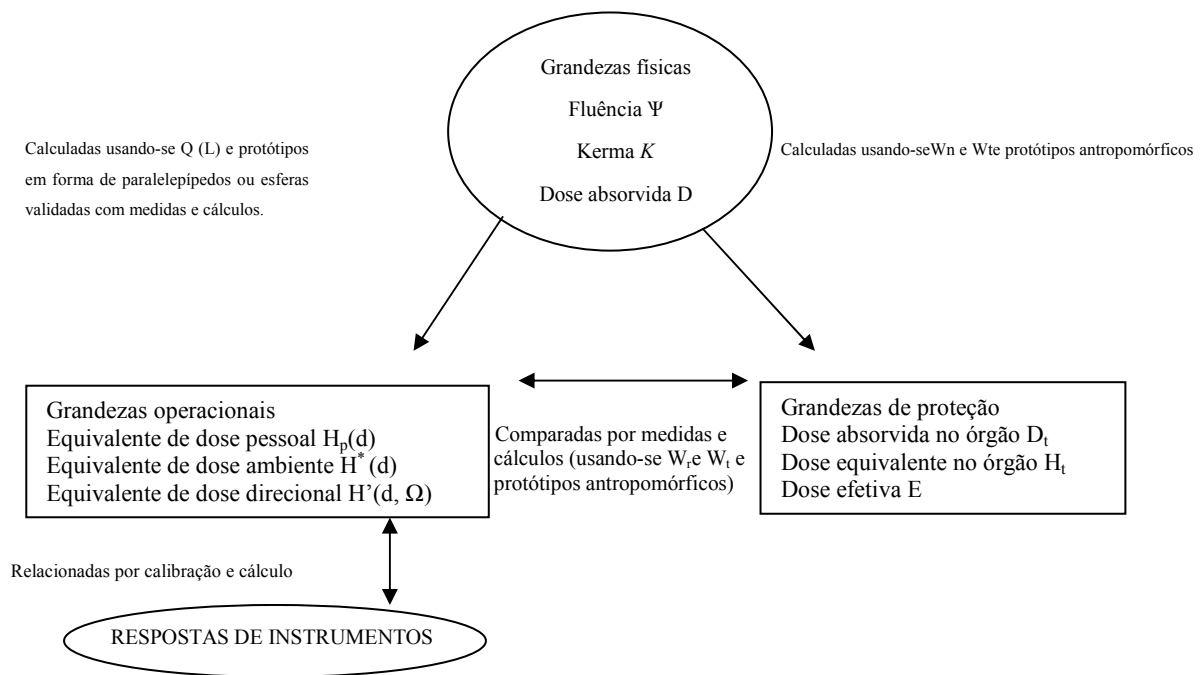 Grandezas físicas
Fluência Ψ
Kerma K
Dose absorvida D
Calculadas usando-se Q (L) e protótipos
em forma de paralelepípedos ou esferas
validadas com medidas e cálculos.
Calculadas usando-seWn e Wte protótipos antropomórficos
Grandezas operacionais
Equivalente de dose pessoal Hp(d)
Equivalente de dose ambiente H* (d)
Equivalente de dose direcional H’(d, Ω)
Comparadas por medidas e
cálculos (usando-se Wre Wt e
protótipos antropomórficos)
Grandezas de proteção
Dose absorvida no órgão Dt
Dose equivalente no órgão Ht
Dose efetiva E
Relacionadas por calibração e cálculo
RESPOSTAS DE INSTRUMENTOS